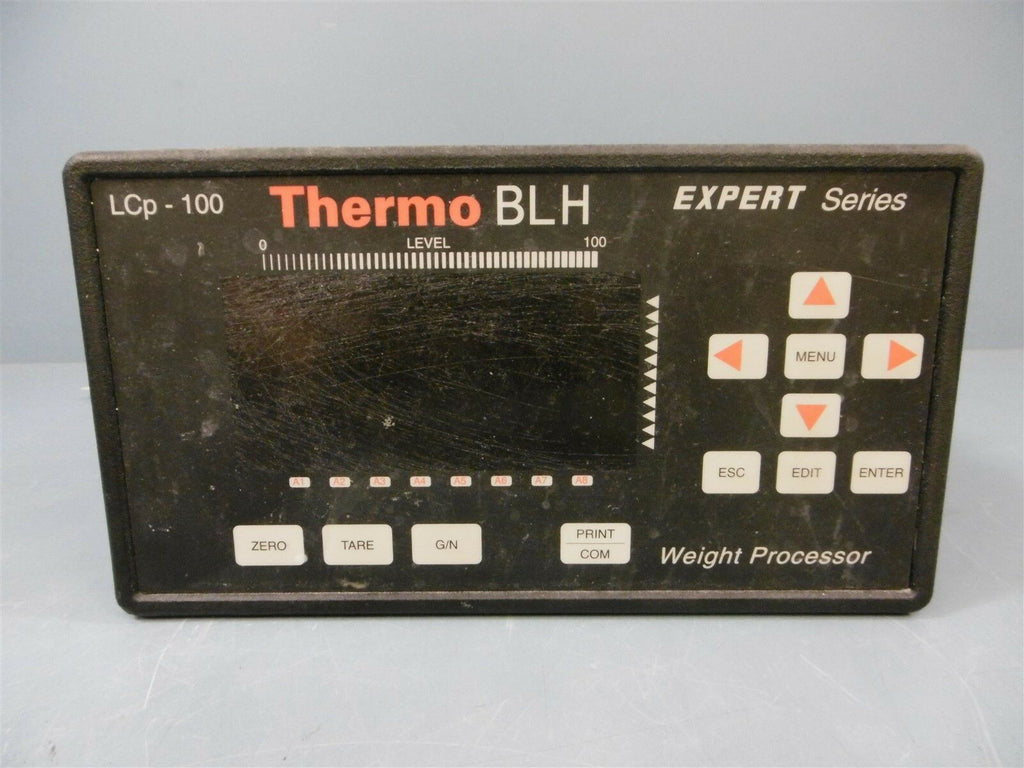 LCp - 100 Thermo BLH EXPERT Series
0 LEVEL 100
MENU
ESC EDIT ENTER
A1 A2 A3 A4 A5 A6 A7 A8
ZERO TARE G/N PRINT
COM
Weight Processor